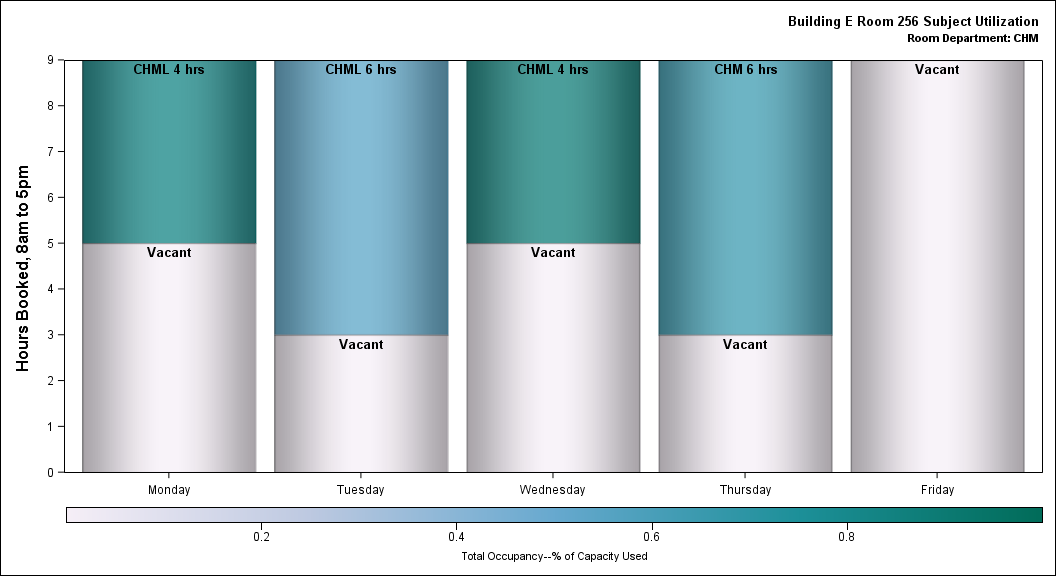 Building E Room 256 Subject Utilization
Room Department: CHM
Hours Booked, 8am to 5pm
9
8
7
6
5
4
3
2
1
0
CHML 4 hrs
CHML 6 hrs
CHML 4 hrs
CHM 6 hrs
Vacant
Vacant
Vacant
Vacant
Vacant
Monday
Tuesday
Wednesday
Thursday
Friday
0.2
0.4
0.6
0.8
Total Occupancy--% of Capacity Used